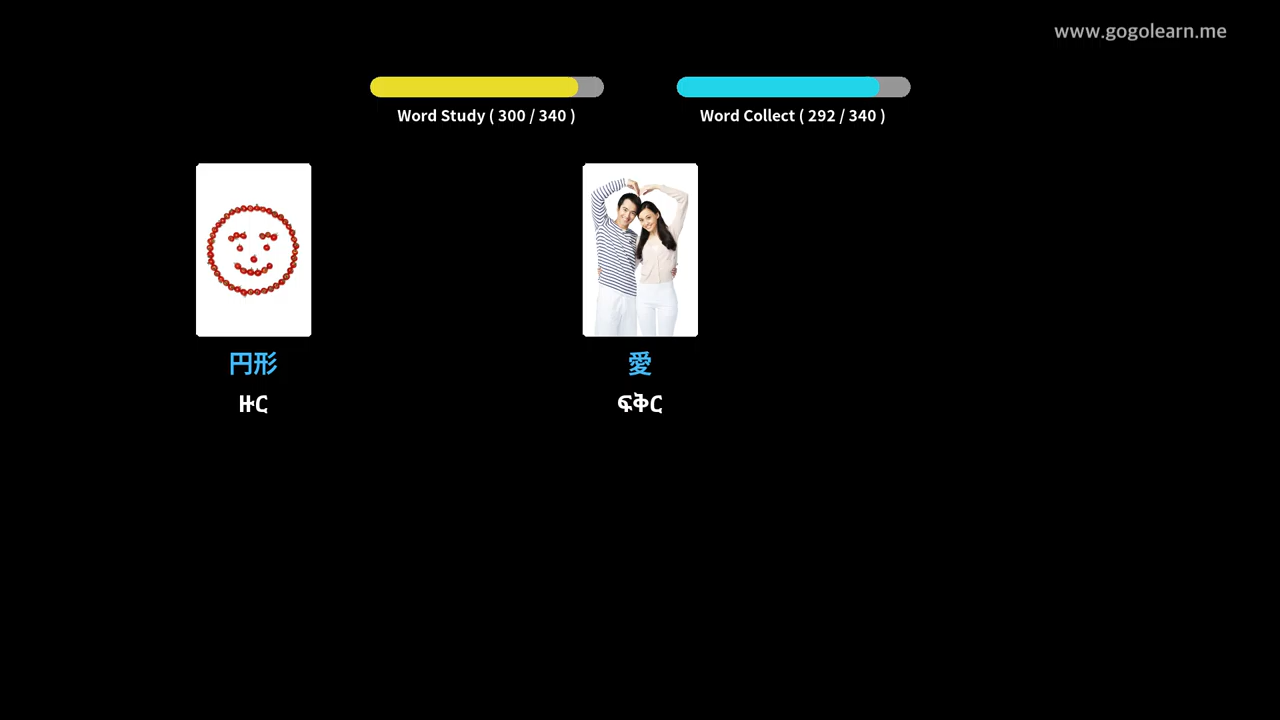 www.gogolearn.me
Word Study ( 300 / 340 )
Word Collect ( 292 / 340 )
円形
ዙር
愛
ፍቅር